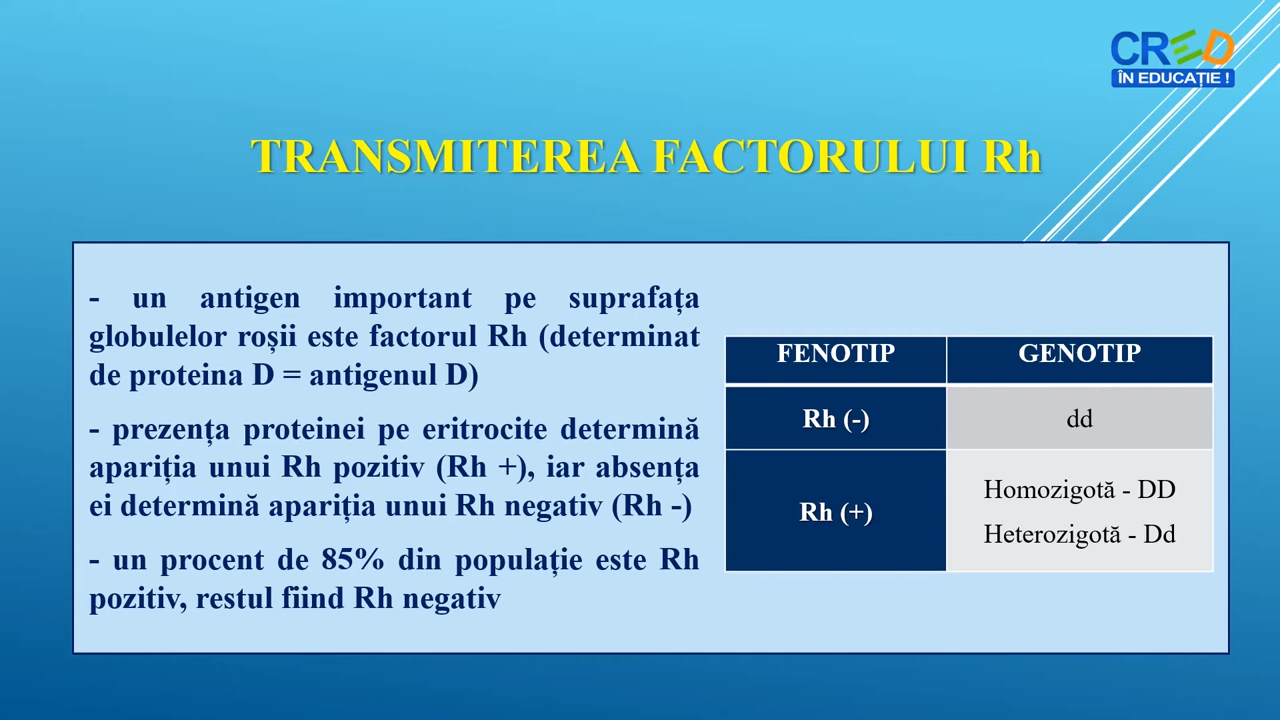 CRED
ÎN EDUCAȚIE !
TRANSMITEREA FACTORULUI Rh
- un antigen important pe suprafața
globulelor roșii este factorul Rh (determinat
de proteina D = antigenul D)
- prezența proteinei pe eritrocite determină
apariția unui Rh pozitiv (Rh +), iar absența
ei determină apariția unui Rh negativ (Rh -)
- un procent de 85% din populație este Rh
pozitiv, restul fiind Rh negativ
FENOTIP GENOTIP
Rh (-) dd
Rh (+)
Homozigotă - DD
Heterozigotă - Dd